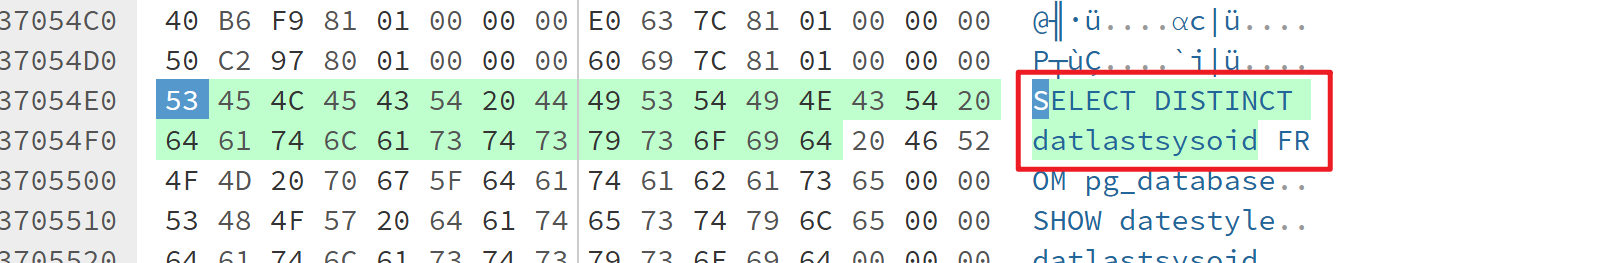 37054C0 40 B6 F9 81 01 00 00 00 E0 63 7C 81 01 00 00 00 @╢·ü....αc|ü....
37054D0 50 C2 97 80 01 00 00 00 60 69 7C 81 01 00 00 00 P┬ùÇ....`i|ü....
37054E0 53 45 4C 45 43 54 20 44 49 53 54 49 4E 43 54 20 SELECT DISTINCT
37054F0 64 61 74 6C 61 73 74 73 79 73 6F 69 64 20 46 52 datlastsysoid FR
3705500 4F 4D 20 70 67 5F 64 61 74 61 62 61 73 65 00 00 OM pg_database..
3705510 53 48 4F 57 20 64 61 74 65 73 74 79 6C 65 00 00 SHOW datestyle..
3705520 64 61 74 6C 61 73 74 73 79 73 6F 69 64 00 00 00 datlastsysoid...